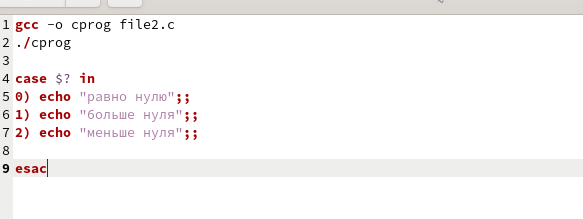 1 gcc -o cprog file2.c
2 ./cprog
3
4 case $? in
5 0) echo "равно нулю";;
6 1) echo "больше нуля";;
7 2) echo "меньше нуля";;
8
9 esac